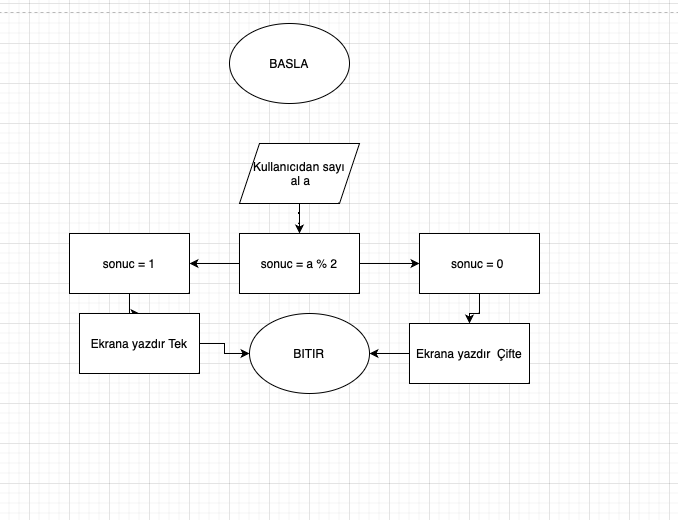 BASLA
Kullanıcıdan sayı
al a
sonuc = 1
sonuc = a % 2
sonuc = 0
Ekrana yazdır Tek
BITIR
Ekrana yazdır Çifte